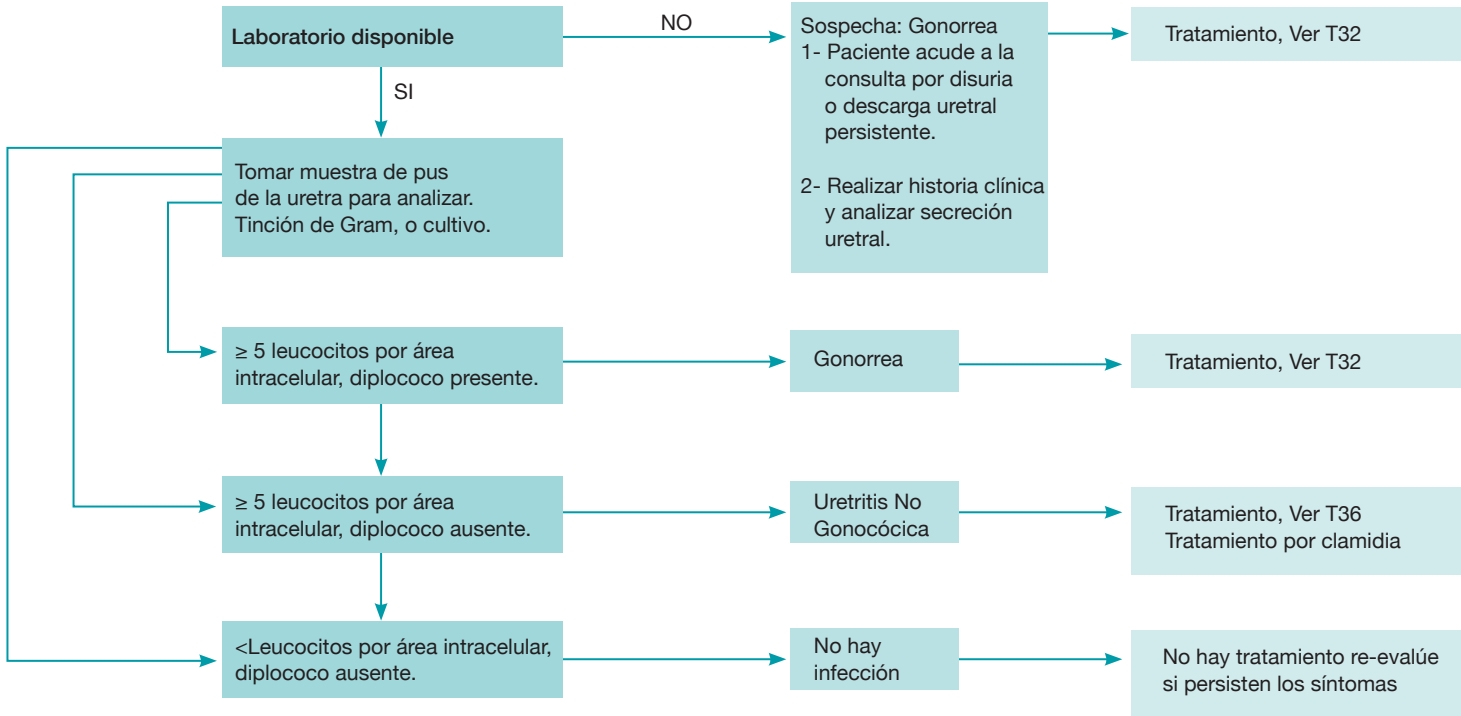 Laboratorio disponible
NO
Sospecha: Gonorrea
1- Paciente acude a la
consulta por disuria
o descarga uretral
persistente.
2- Realizar historia clínica
y analizar secreción
uretral.
Tratamiento, Ver T32
SI
Tomar muestra de pus
de la uretra para analizar.
Tinción de Gram, o cultivo.
≥ 5 leucocitos por área
intracelular, diplococo presente.
Gonorrea
Tratamiento, Ver T32
≥ 5 leucocitos por área
intracelular, diplococo ausente.
Uretritis No
Gonocócica
Tratamiento, Ver T36
Tratamiento por clamidia
<Leucocitos por área intracelular,
diplococo ausente.
No hay
infección
No hay tratamiento re-evalúe
si persisten los síntomas